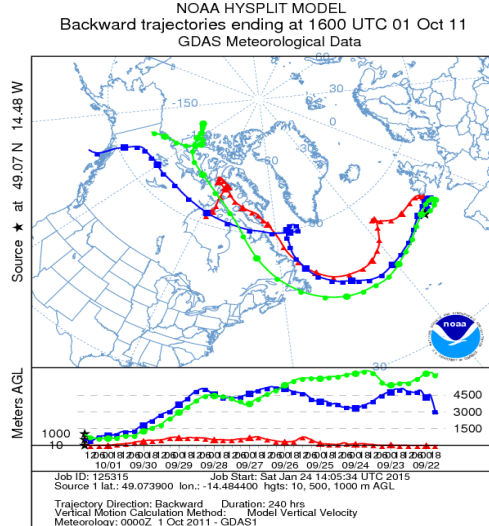 NOAA HYSPLIT MODEL
Backward trajectories ending at 1600 UTC 01 Oct 11
GDAS Meteorological Data
Source ★ at 49.07 N 14.48 W
-150
60
30
0
60
30
noaa
30
Meters AGL
1000
10
4500
3000
1500
12060018120600181206001812060018120600181206001812060018120600181206001812060018
10/01 09/30 09/29 09/28 09/27 09/26 09/25 09/24 09/23 09/22
Job ID: 125315 Job Start: Sat Jan 24 14:05:34 UTC 2015
Source 1 lat.: 49.073900 lon.: -14.484400 hgts: 10, 500, 1000 m AGL
Trajectory Direction: Backward Duration: 240 hrs
Vertical Motion Calculation Method: Model Vertical Velocity
Meteorology: 0000Z 1 Oct 2011 - GDAS1